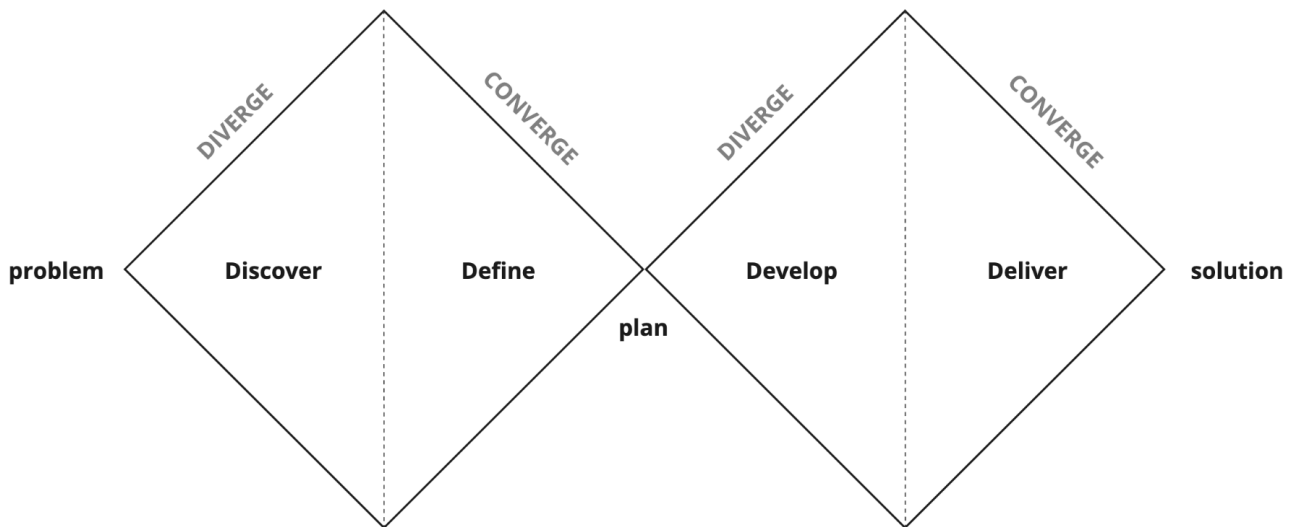 DIVERGE
CONVERGE
DIVERGE
CONVERGE
problem
Discover
Define
Develop
Deliver
solution
plan